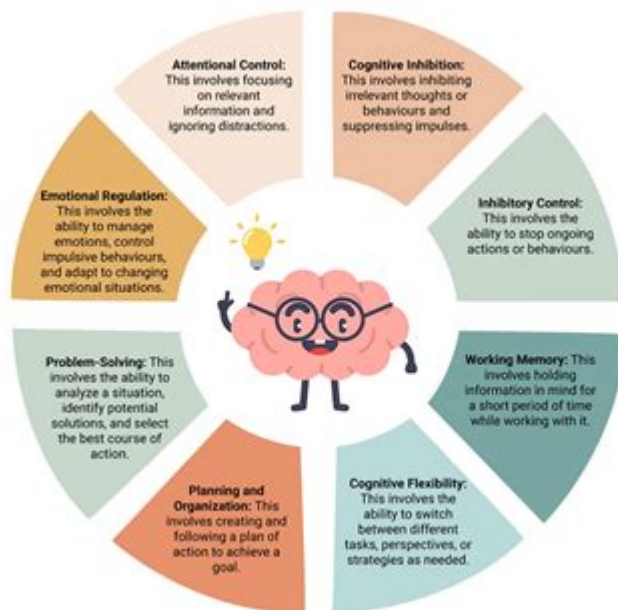 Attentional Control:
This involves focusing
on relevant
information and
ignoring distractions.
Cognitive Inhibition:
This involves inhibiting
irrelevant thoughts or
behaviours and
suppressing impulses.
Inhibitory Control:
This involves the
ability to stop ongoing
actions or behaviours.
Working Memory: This
involves holding
information in mind for
a short period of time
while working with it.
Cognitive Flexibility:
This involves the
ability to switch
between different
tasks, perspectives, or
strategies as needed.
Planning and
Organization: This
involves creating and
following a plan of
action to achieve a
goal.
Problem-Solving: This
involves the ability to
analyze a situation,
identify potential
solutions, and select
the best course of
action.
Emotional Regulation:
This involves the
ability to manage
emotions, control
impulsive behaviours,
and adapt to changing
emotional situations.